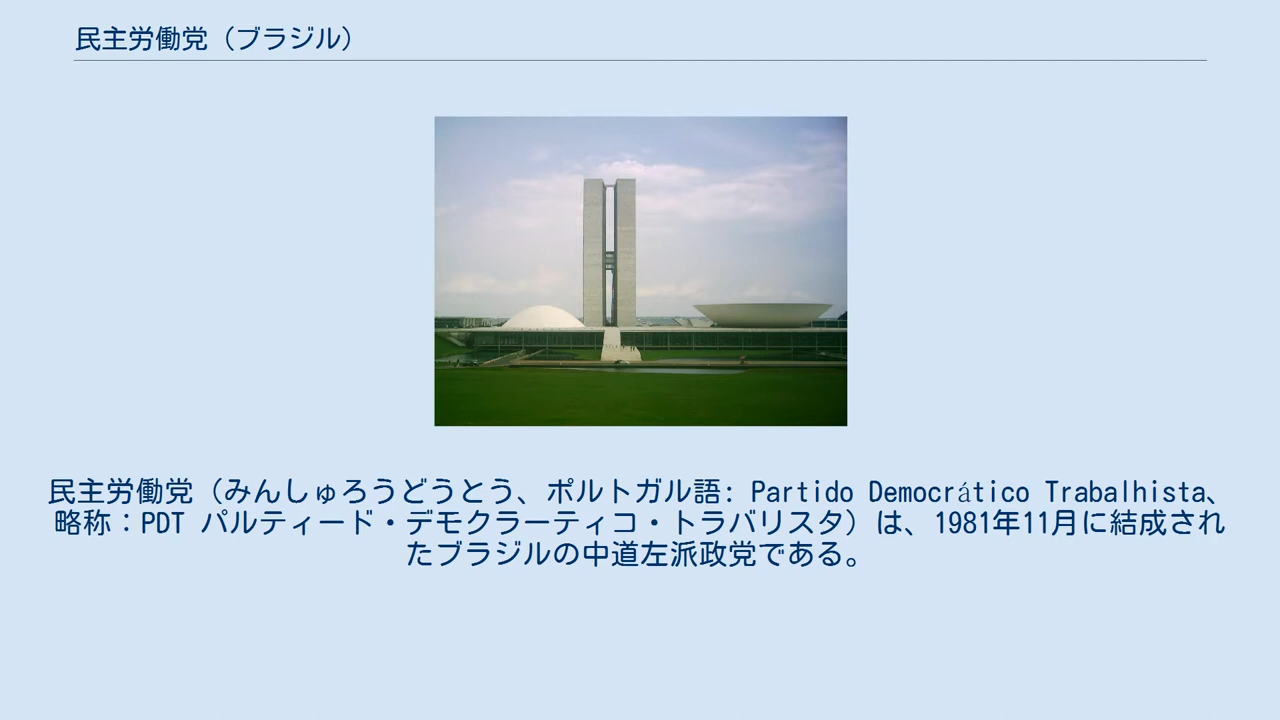 民主労働党（ブラジル）
民主労働党（みんしゅろうどうとう、ポルトガル語: Partido Democrático Trabalhista、
略称：PDT パルティード・デモクラーティコ・トラバリスタ）は、1981年11月に結成され
たブラジルの中道左派政党である。